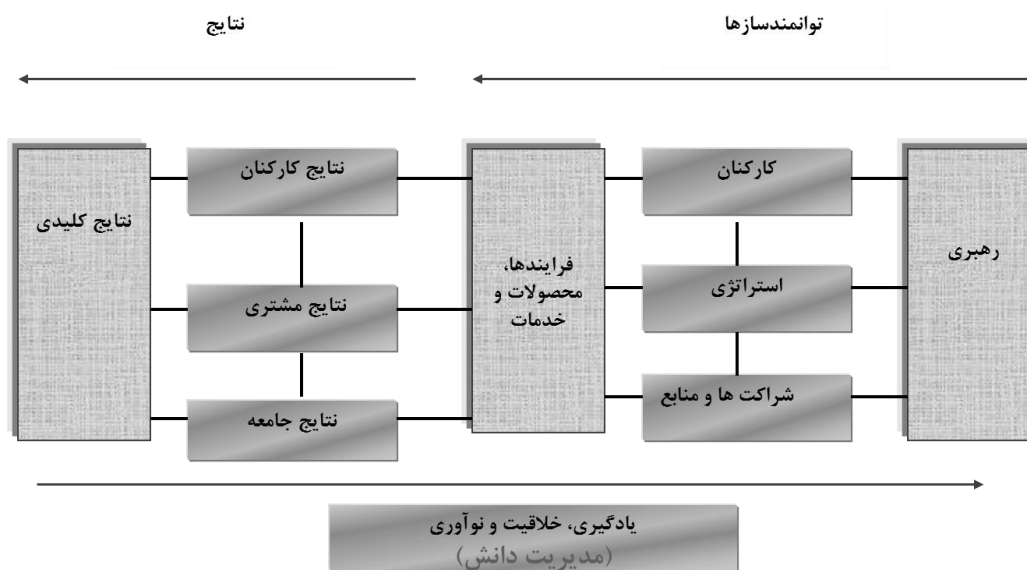 توانمندسازها
نتایج
رهبری
کارکنان
استراتژی
شراکت ها و منابع
فرایندها،
محصولات و
خدمات
نتایج کارکنان
نتایج مشتری
نتایج جامعه
نتایج کلیدی
یادگیری، خلاقیت و نوآوری
(مدیریت دانش)